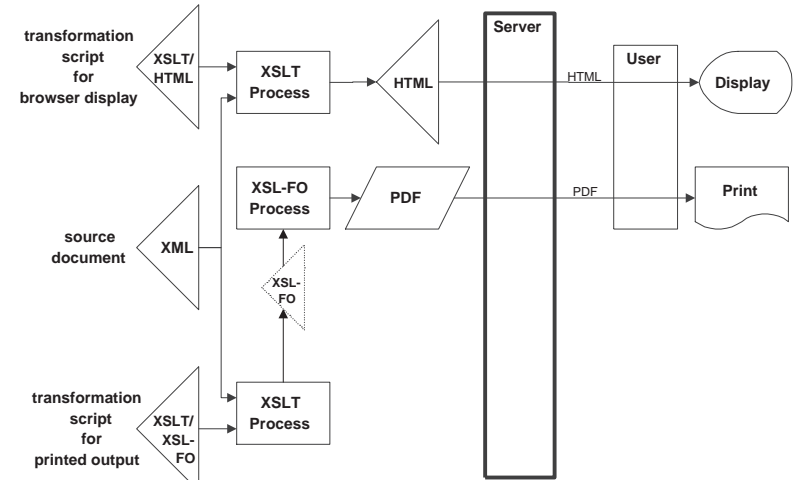 transformation
script
for
browser display
XSLT/
HTML
XSLT
Process
HTML
Server
HTML
User
Display
source
document
XML
XSL-FO
Process
PDF
PDF
Print
XSL-
FO
transformation
script
for
printed output
XSLT/
XSL-
FO
XSLT
Process